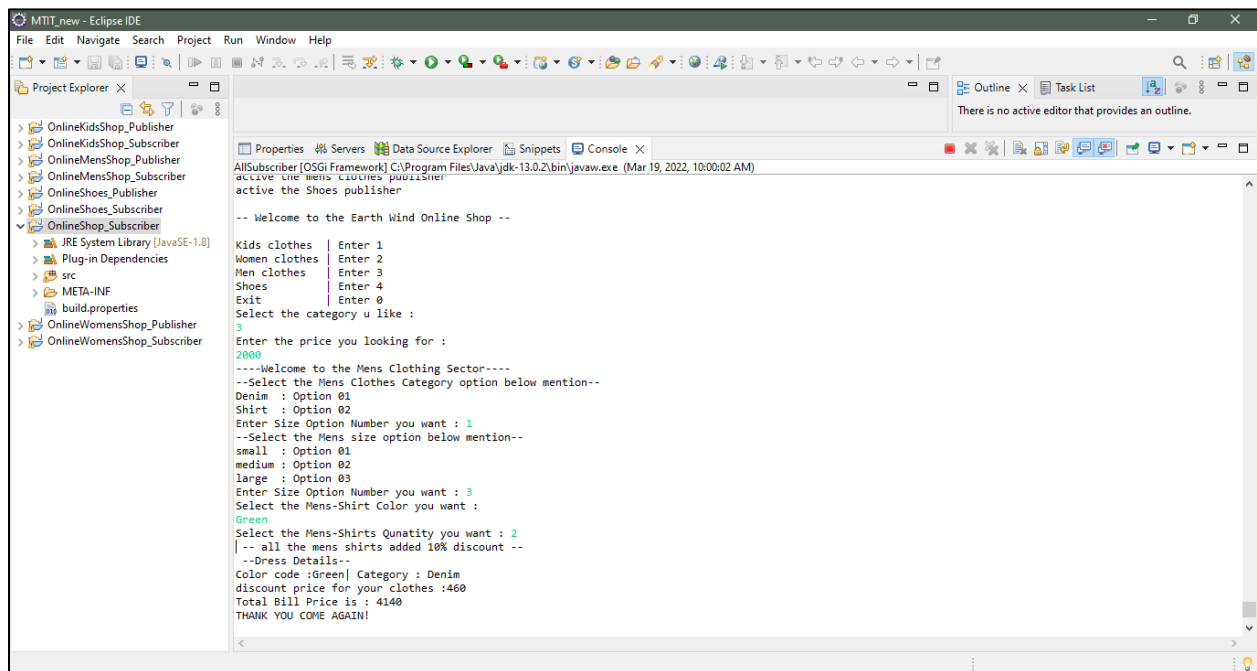 MTIT_new - Eclipse IDE
File Edit Navigate Search Project Run Window Help
Project Explorer
OnlineKidsShop_Publisher
OnlineKidsShop_Subscriber
OnlineMensShop_Publisher
OnlineMensShop_Subscriber
OnlineShoes_Publisher
OnlineShoes_Subscriber
OnlineShop_Subscriber
JRE System Library [JavaSE-1.8]
Plug-in Dependencies
src
META-INF
build.properties
OnlineWomensShop_Publisher
OnlineWomensShop_Subscriber
Properties Servers Data Source Explorer Snippets Console
AllSubscriber [OSGi Framework] C:\Program Files\Java\jdk-13.0.2\bin\javaw.exe (Mar 19, 2022, 10:00:02 AM)
active the mens clothes publisher
active the Shoes publisher
-- Welcome to the Earth Wind Online Shop --
Kids clothes | Enter 1
Women clothes | Enter 2
Men clothes | Enter 3
Shoes | Enter 4
Exit | Enter 0
Select the category u like :
3
Enter the price you looking for :
2000
----Welcome to the Mens Clothing Sector----
--Select the Mens Clothes Category option below mention--
Denim : Option 01
Shirt : Option 02
Enter Size Option Number you want : 1
--Select the Mens size option below mention--
small : Option 01
medium : Option 02
large : Option 03
Enter Size Option Number you want : 3
Select the Mens-Shirt Color you want :
Green
Select the Mens-Shirts Qunatity you want : 2
-- all the mens shirts added 10% discount --
--Dress Details--
Color code :Green| Category : Denim
discount price for your clothes :460
Total Bill Price is : 4140
THANK YOU COME AGAIN!
Outline Task List
There is no active editor that provides an outline.